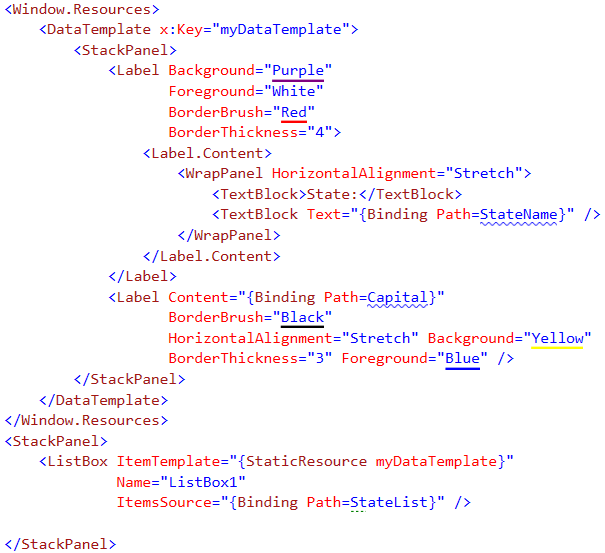 <Window.Resources>
    <DataTemplate x:Key="myDataTemplate">
        <StackPanel>
            <Label Background="Purple"
                   Foreground="White"
                   BorderBrush="Red"
                   BorderThickness="4">
                <Label.Content>
                    <WrapPanel HorizontalAlignment="Stretch">
                        <TextBlock>State:</TextBlock>
                        <TextBlock Text="{Binding Path=StateName}" />
                    </WrapPanel>
                </Label.Content>
            </Label>
            <Label Content="{Binding Path=Capital}"
                   BorderBrush="Black"
                   HorizontalAlignment="Stretch" Background="Yellow"
                   BorderThickness="3" Foreground="Blue" />
        </StackPanel>
    </DataTemplate>
</Window.Resources>
<StackPanel>
    <ListBox ItemTemplate="{StaticResource myDataTemplate}"
             Name="ListBox1"
             ItemsSource="{Binding Path=StateList}" />
</StackPanel>